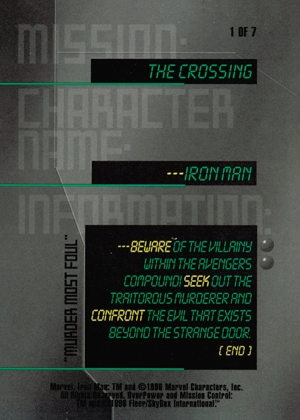 1 OF 7
MISSION:
THE CROSSING
CHARACTER
NAME:
---IRON MAN
INFORMATION:
"MURDER MOST FOUL"
---BEWARE OF THE VILLAINY
WITHIN THE AVENGERS
COMPOUND! SEEK OUT THE
TRAITOROUS MURDERER AND
CONFRONT THE EVIL THAT EXISTS
BEYOND THE STRANGE DOOR.
( END )
Marvel, Iron Man: TM and ©1996 Marvel Characters, Inc.
All Rights Reserved. OverPower and Mission Control:
TM and ©1996 Fleer/SkyBox International."